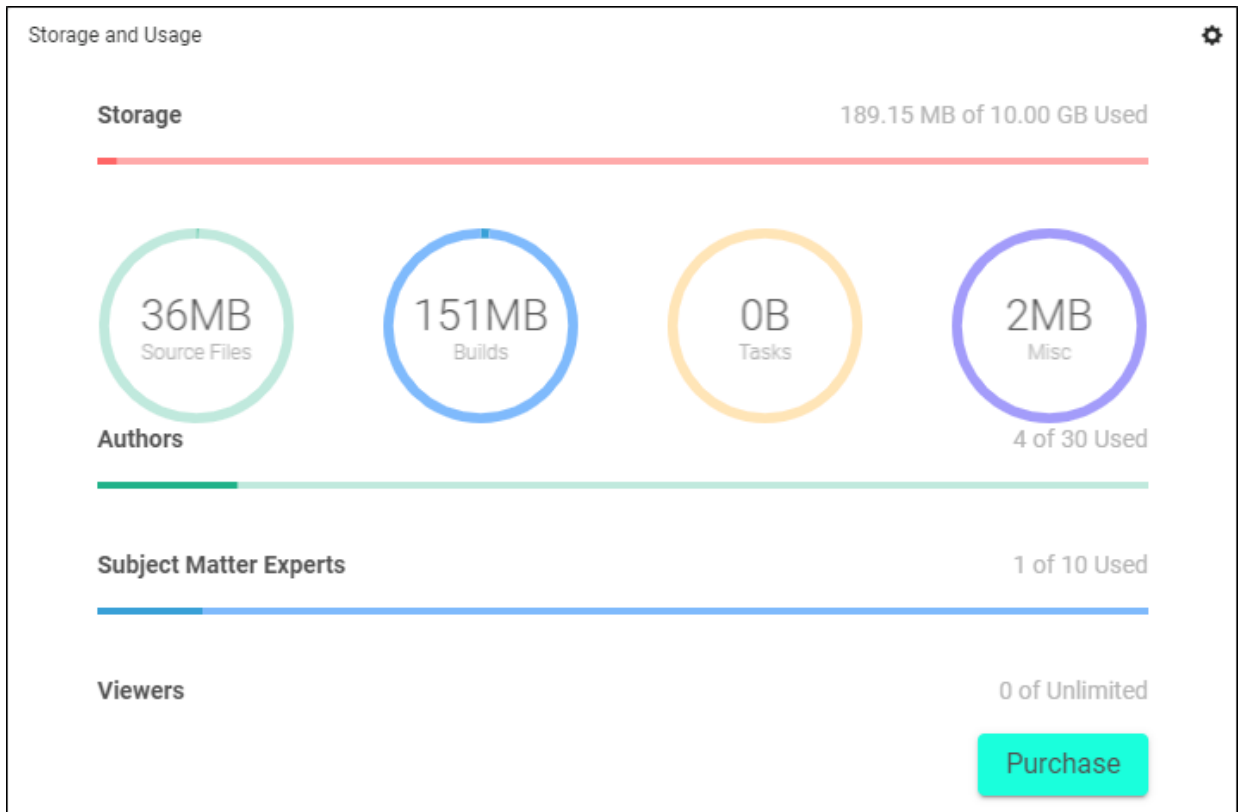 Storage and Usage
Storage
189.15 MB of 10.00 GB Used
36MB
Source Files
151MB
Builds
0B
Tasks
2MB
Misc
Authors
4 of 30 Used
Subject Matter Experts
1 of 10 Used
Viewers
0 of Unlimited
Purchase